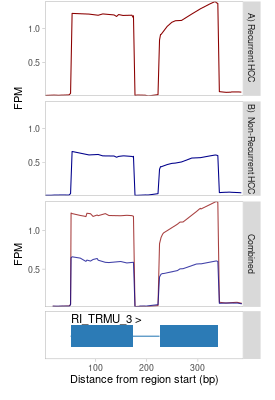 1.0
0.5
A) Recurrent HCC
FPM
1.0
0.5
B) Non-Recurrent HCC
1.0
0.5
Combined
FPM
RI_TRMU_3 >
100
200
300
Distance from region start (bp)